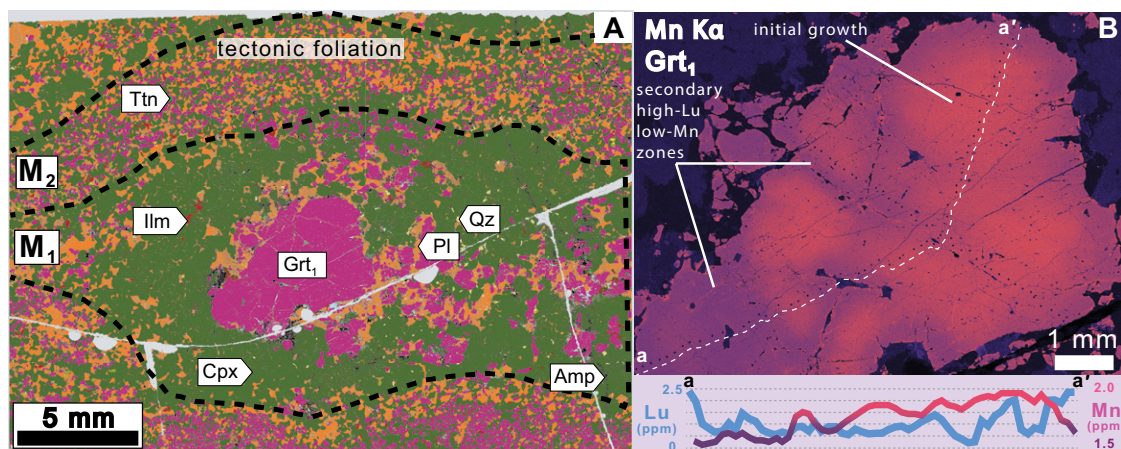 A
tectonic foliation
Ttn
M2
Ilm
Qz
M1
Pl
Grt1
Cpx
Amp
5 mm
Mn Kα
Grt1
initial growth
a'
B
secondary
high-Lu
low-Mn
zones
a
1 mm
a
a'
2.5
Lu
(ppm)
0
2.0
Mn
(ppm)
1.5